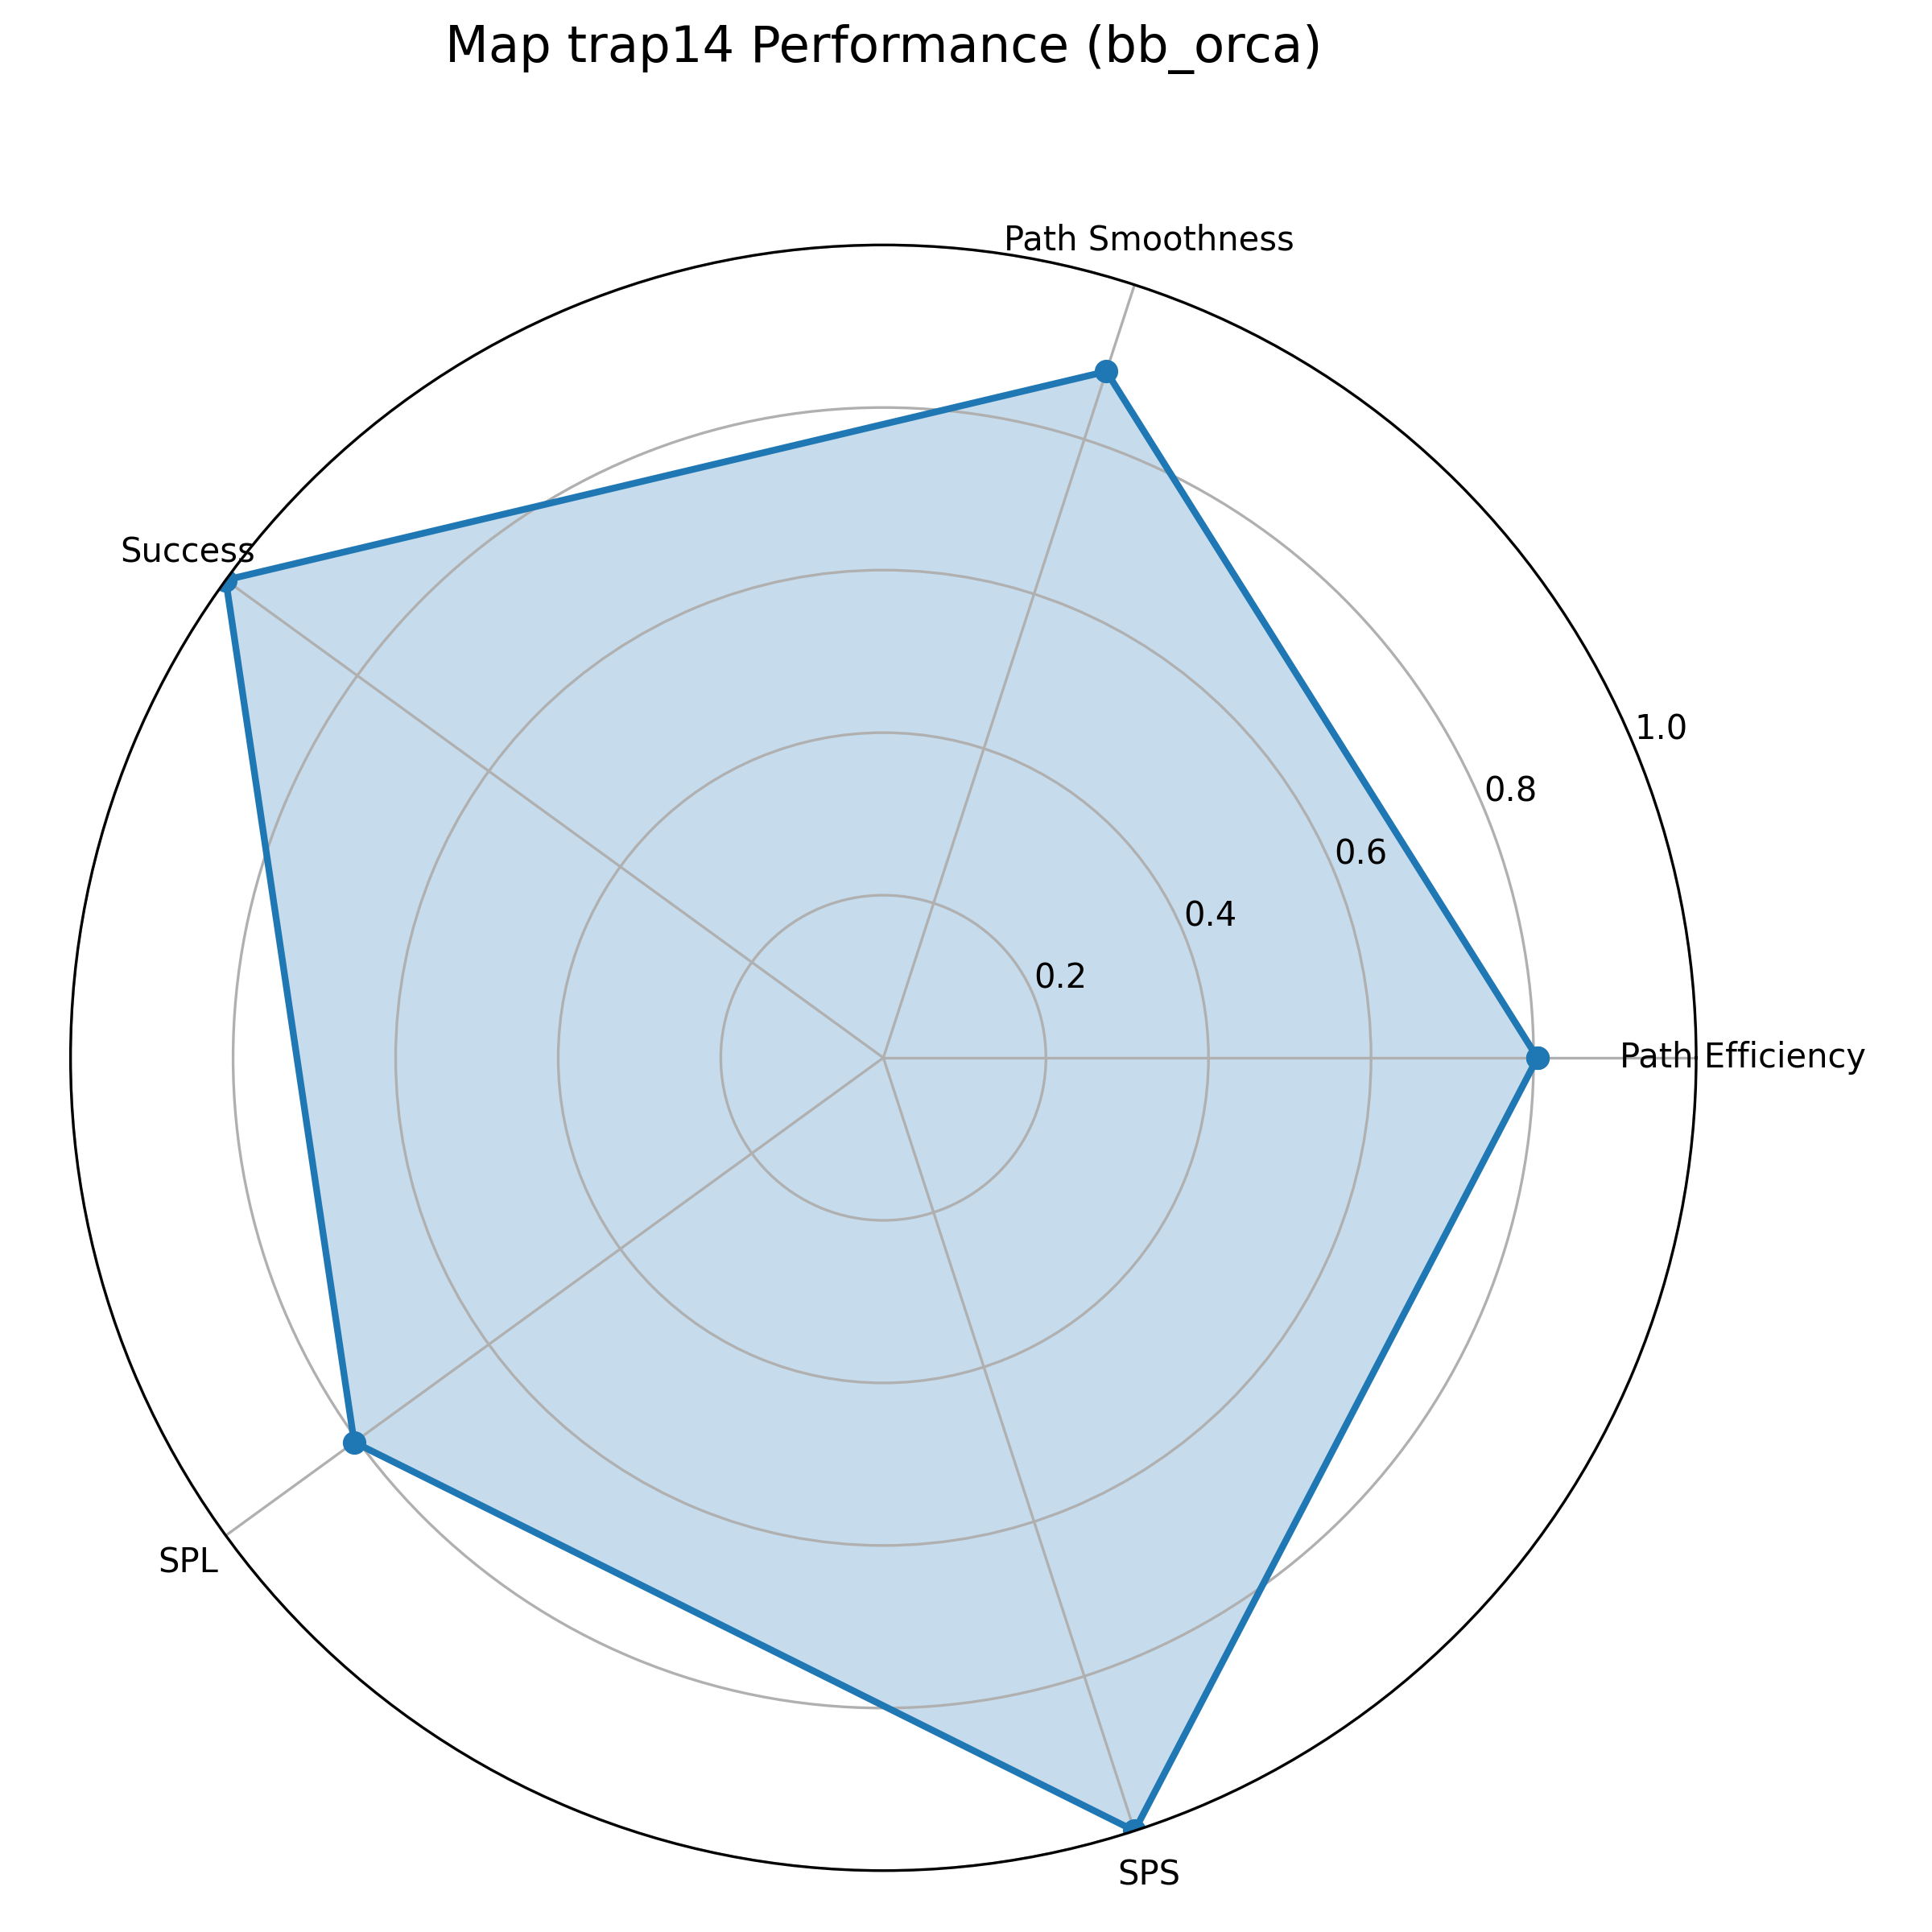 Map trap14 Performance (bb_orca)
Path Smoothness
Success
1.0
0.8
0.6
0.4
0.2
Path Efficiency
SPL
SPS